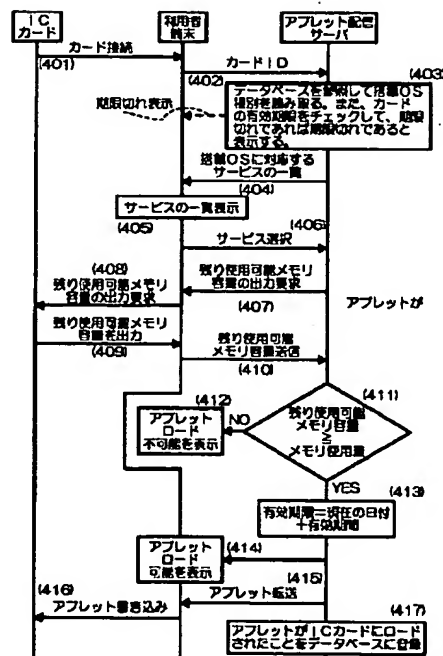 ICカード
利用者端末
アプレット配信サーバ
カード接続
(401)
カードID
(402)
(403)
データベースを参照して搭載OS
種別を読み取る。また、カード
の有効期限をチェックして、期限
切れであれば期限切れであると
表示する。
期限切れ表示
搭載OSに対応する
サービスの一覧
(404)
サービスの一覧表示
(405)
(406)
サービス選択
(408)
残り使用可能メモリ
容量の出力要求
残り使用可能メモリ
容量の出力要求
(407)
アプレットが
残り使用可能メモリ
容量を出力
(409)
残り使用可能
メモリ容量送信
(410)
(411)
残り使用可能
メモリ容量
≧
メモリ使用量
(412)
アプレット
ロード
不可能を表示
NO
YES
(413)
有効期限=現在の日付
+有効期間
アプレット
ロード
可能を表示
(414)
(415)
アプレット転送
(416)
アプレット書き込み
(417)
アプレットがICカードにロード
されたことをデータベースに登録